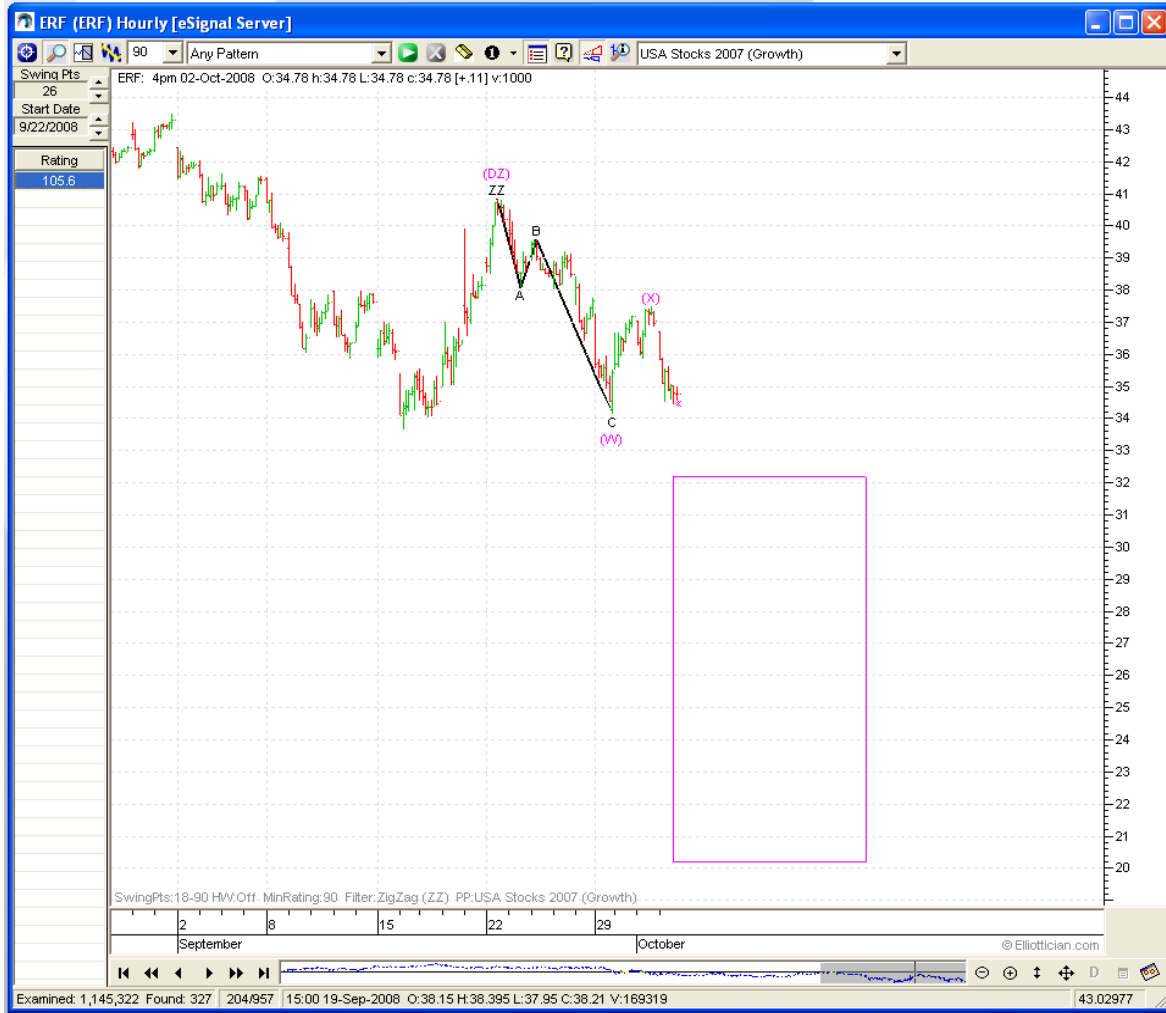 ERF (ERF) Hourly [eSignal Server]
90 Any Pattern USA Stocks 2007 (Growth)
Swing Pts
26
Start Date
9/22/2008
Rating
105.6
ERF: 4pm 02-Oct-2008 O:34.78 h:34.78 L:34.78 c:34.78 [+.11] v:1000
44
43
42
41
40
39
38
37
36
35
34
33
32
31
30
29
28
27
26
25
24
23
22
21
20
(DZ)
ZZ
B
A
(X)
x
C
(W)
SwingPts:18-90 HW:Off MinRating:90 Filter:ZigZag (ZZ) PP:USA Stocks 2007 (Growth)
2 8 15 22 29
September October © Elliottician.com
D
Examined: 1,145,322 Found: 327 204/957 15:00 19-Sep-2008 O:38.15 H:38.395 L:37.95 C:38.21 V:169319 43.02977